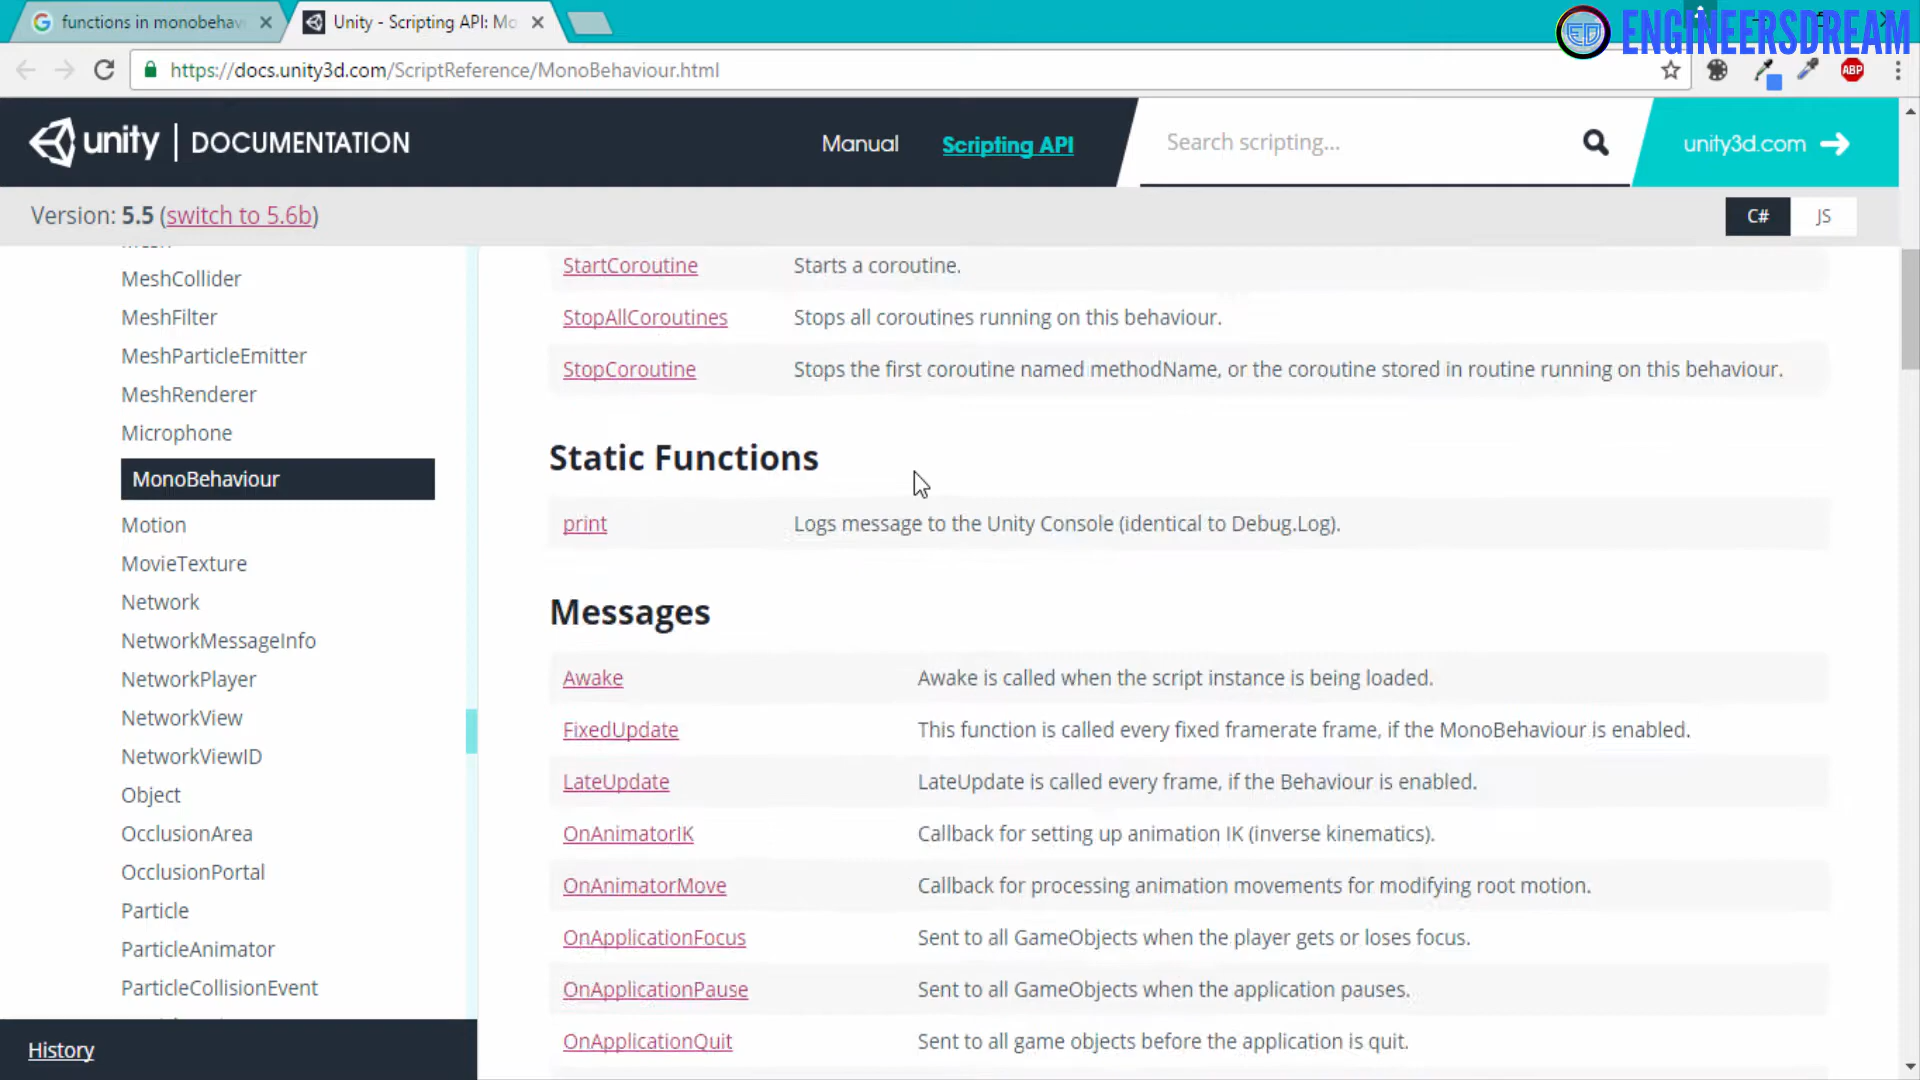 functions in monobehav
Unity - Scripting API: Mo
ENGINEERSDREAM
https://docs.unity3d.com/ScriptReference/MonoBehaviour.html
ABP
unity | DOCUMENTATION
Manual
Scripting API
Search scripting...
unity3d.com
Version: 5.5 (switch to 5.6b)
C#
JS
MeshCollider
MeshFilter
MeshParticleEmitter
MeshRenderer
Microphone
MonoBehaviour
Motion
MovieTexture
Network
NetworkMessageInfo
NetworkPlayer
NetworkView
NetworkViewID
Object
OcclusionArea
OcclusionPortal
Particle
ParticleAnimator
ParticleCollisionEvent
History
StartCoroutine Starts a coroutine.
StopAllCoroutines Stops all coroutines running on this behaviour.
StopCoroutine Stops the first coroutine named methodName, or the coroutine stored in routine running on this behaviour.
Static Functions
print Logs message to the Unity Console (identical to Debug.Log).
Messages
Awake Awake is called when the script instance is being loaded.
FixedUpdate This function is called every fixed framerate frame, if the MonoBehaviour is enabled.
LateUpdate LateUpdate is called every frame, if the Behaviour is enabled.
OnAnimatorIK Callback for setting up animation IK (inverse kinematics).
OnAnimatorMove Callback for processing animation movements for modifying root motion.
OnApplicationFocus Sent to all GameObjects when the player gets or loses focus.
OnApplicationPause Sent to all GameObjects when the application pauses.
OnApplicationQuit Sent to all game objects before the application is quit.